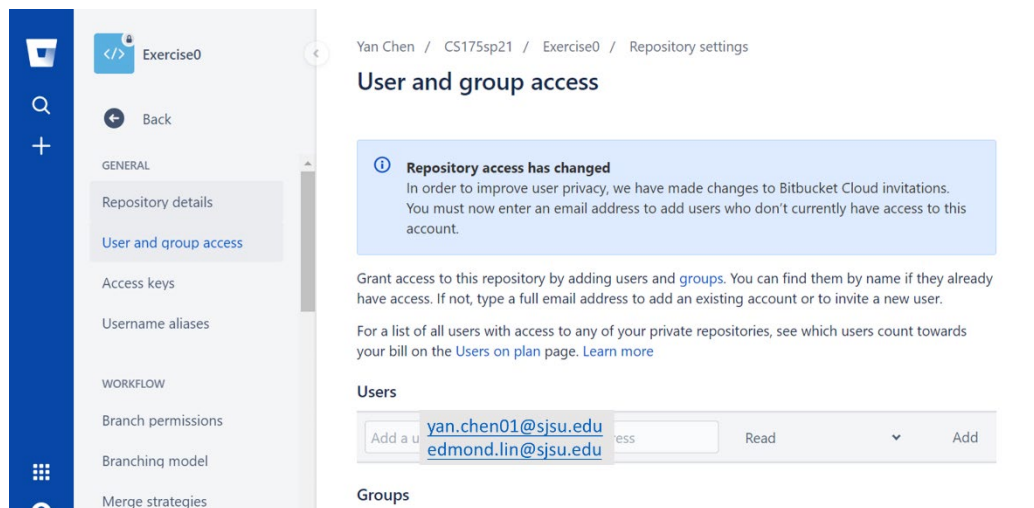 Exercise0
Back
GENERAL
Repository details
User and group access
Access keys
Username aliases
WORKFLOW
Branch permissions
Branching model
Merge strategies
Yan Chen / CS175sp21 / Exercise0 / Repository settings
User and group access
Repository access has changed
In order to improve user privacy, we have made changes to Bitbucket Cloud invitations.
You must now enter an email address to add users who don't currently have access to this
account.
Grant access to this repository by adding users and groups. You can find them by name if they already
have access. If not, type a full email address to add an existing account or to invite a new user.
For a list of all users with access to any of your private repositories, see which users count towards
your bill on the Users on plan page. Learn more
Users
yan.chen01@sjsu.edu
edmond.lin@sjsu.edu
Add a Read Add
Groups